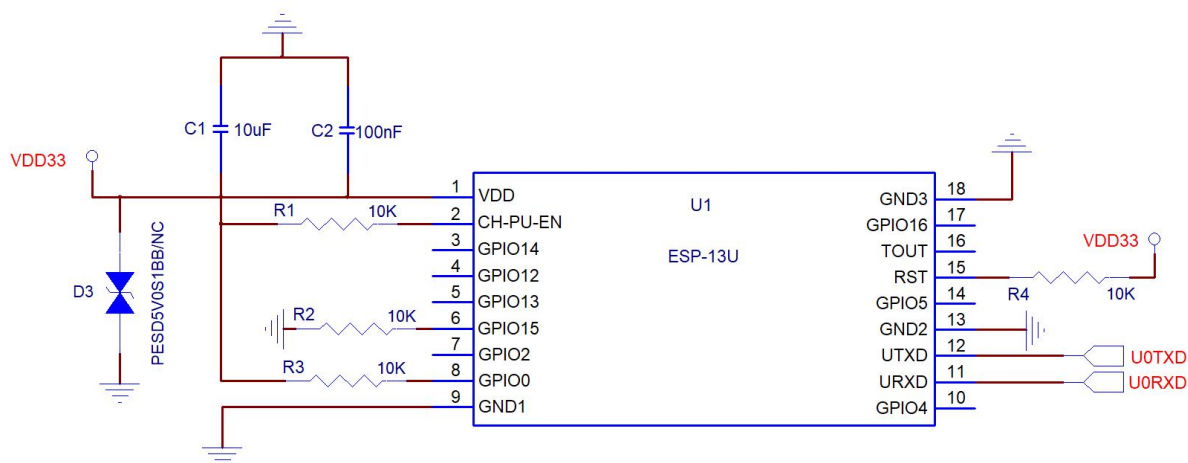 C1 10uF C2 100nF
VDD33
1 VDD GND3 18
U1
R1 10K 2 CH-PU-EN GPIO16 17
3 GPIO14 TOUT 16
ESP-13U
VDD33
4 GPIO12 RST 15
R4 10K
D3
PESD5V0S1BB/NC
5 GPIO13 GPIO5 14
R2 10K 6 GPIO15 GND2 13
7 GPIO2 UTXD 12 U0TXD
R3 10K 8 GPIO0 URXD 11 U0RXD
9 GND1 GPIO4 10